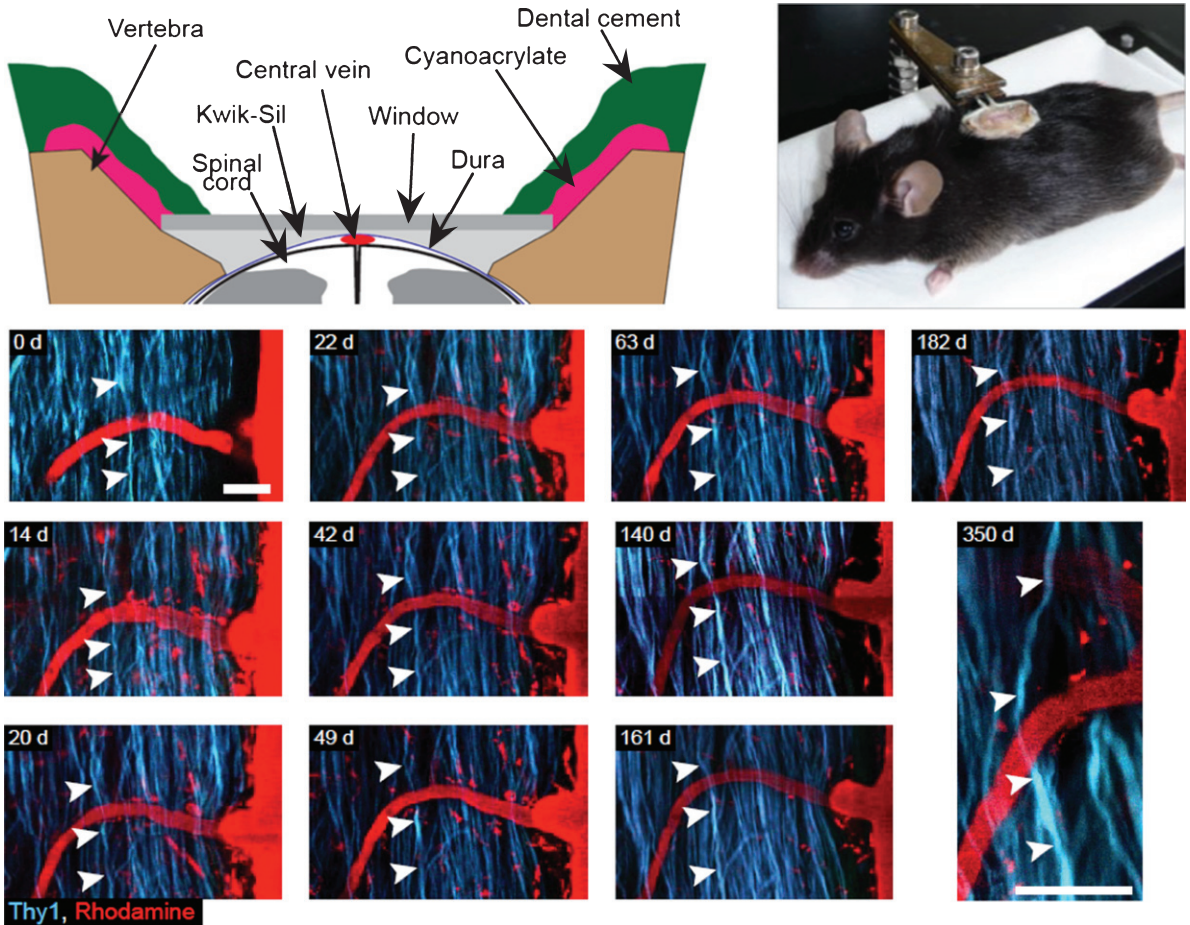 Vertebra
Dental cement
Central vein
Cyanoacrylate
Kwik-Sil
Window
Spinal
cord
Dura
0 d
22 d
63 d
182 d
14 d
42 d
140 d
350 d
20 d
49 d
161 d
Thy1, Rhodamine